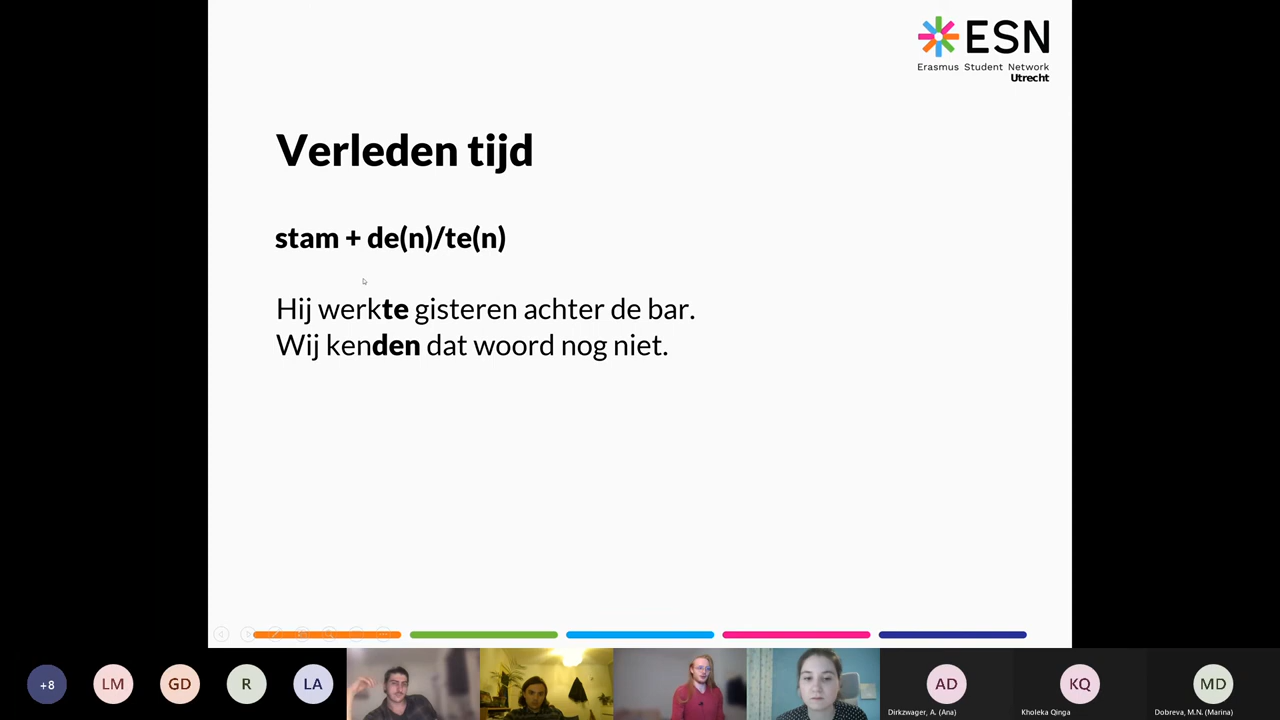 ESN
Erasmus Student Network
Utrecht
Verleden tijd
stam + de(n)/te(n)
Hij werkte gisteren achter de bar.
Wij kenden dat woord nog niet.
+8
LM
GD
R
LA
AD
KQ
MD
Dirkzwager, A. (Ana)
Kholeka Qinga
Dobreva, M.N. (Marina)